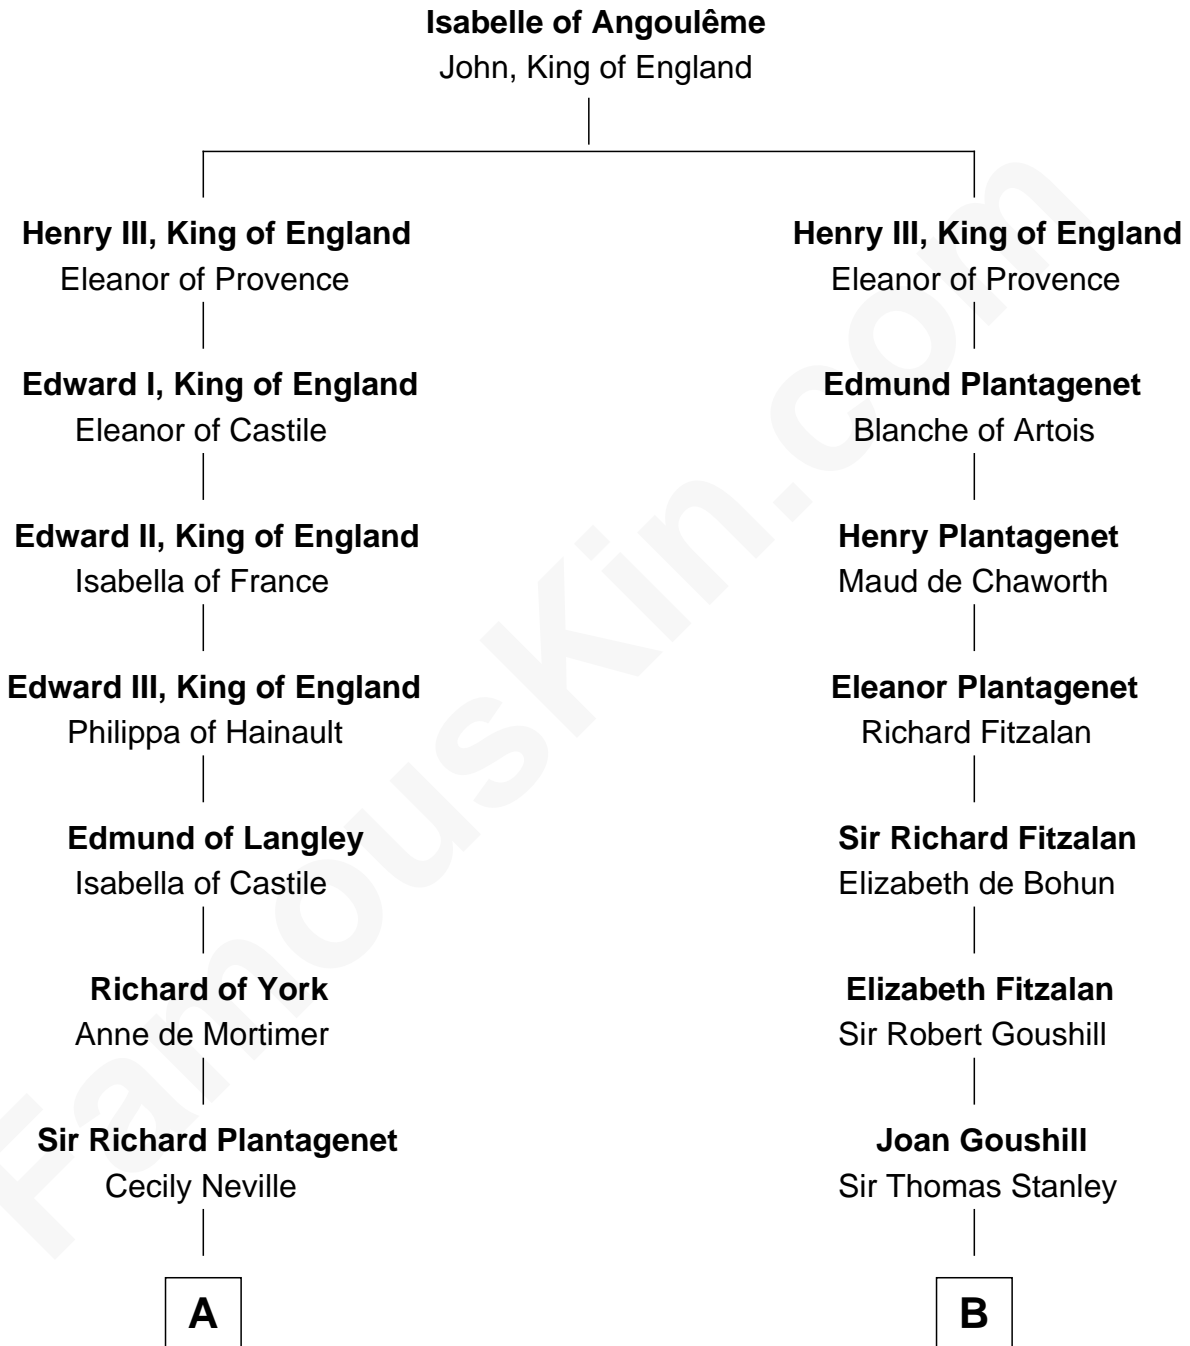 Isabelle of Angoulême
John, King of England
Henry III, King of England
Eleanor of Provence
Edward I, King of England
Eleanor of Castile
Edward II, King of England
Isabella of France
Edward III, King of England
Philippa of Hainault
Edmund of Langley
Isabella of Castile
Richard of York
Anne de Mortimer
Sir Richard Plantagenet
Cecily Neville
A
Henry III, King of England
Eleanor of Provence
Edmund Plantagenet
Blanche of Artois
Henry Plantagenet
Maud de Chaworth
Eleanor Plantagenet
Richard Fitzalan
Sir Richard Fitzalan
Elizabeth de Bohun
Elizabeth Fitzalan
Sir Robert Goushill
Joan Goushill
Sir Thomas Stanley
B
FamousKin.com